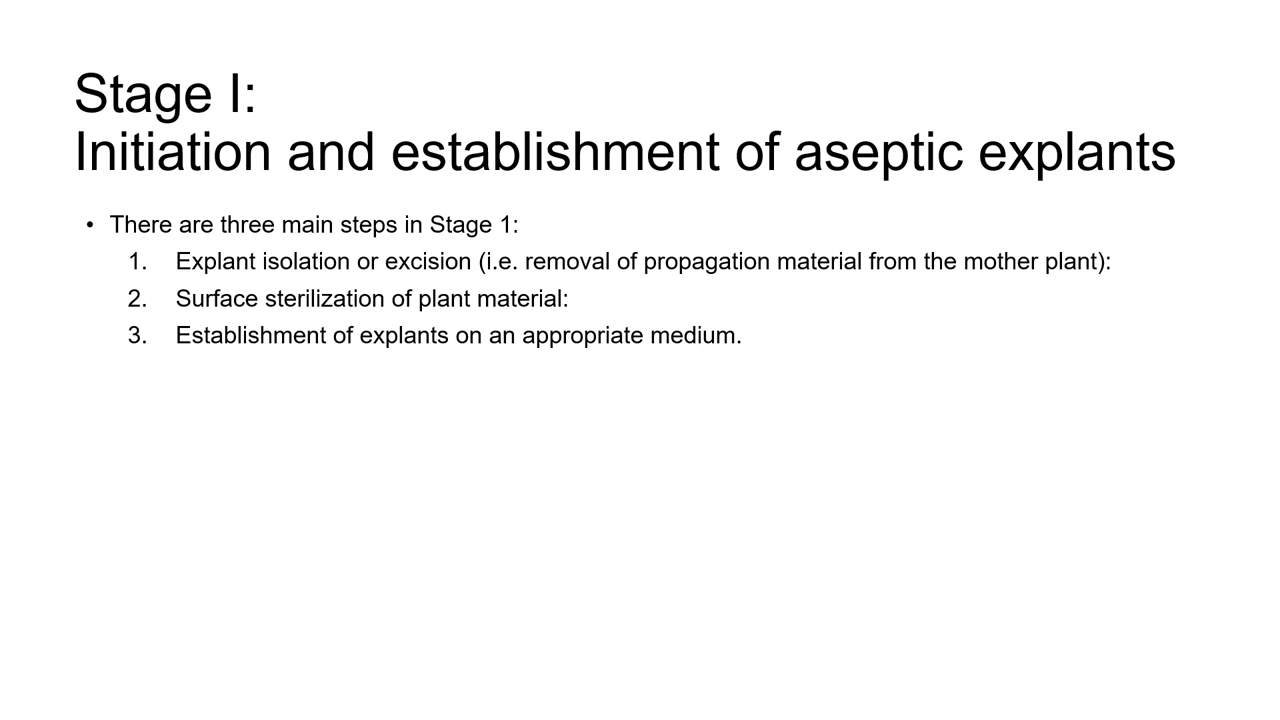 Stage I:
Initiation and establishment of aseptic explants
• There are three main steps in Stage 1:
1. Explant isolation or excision (i.e. removal of propagation material from the mother plant):
2. Surface sterilization of plant material:
3. Establishment of explants on an appropriate medium.